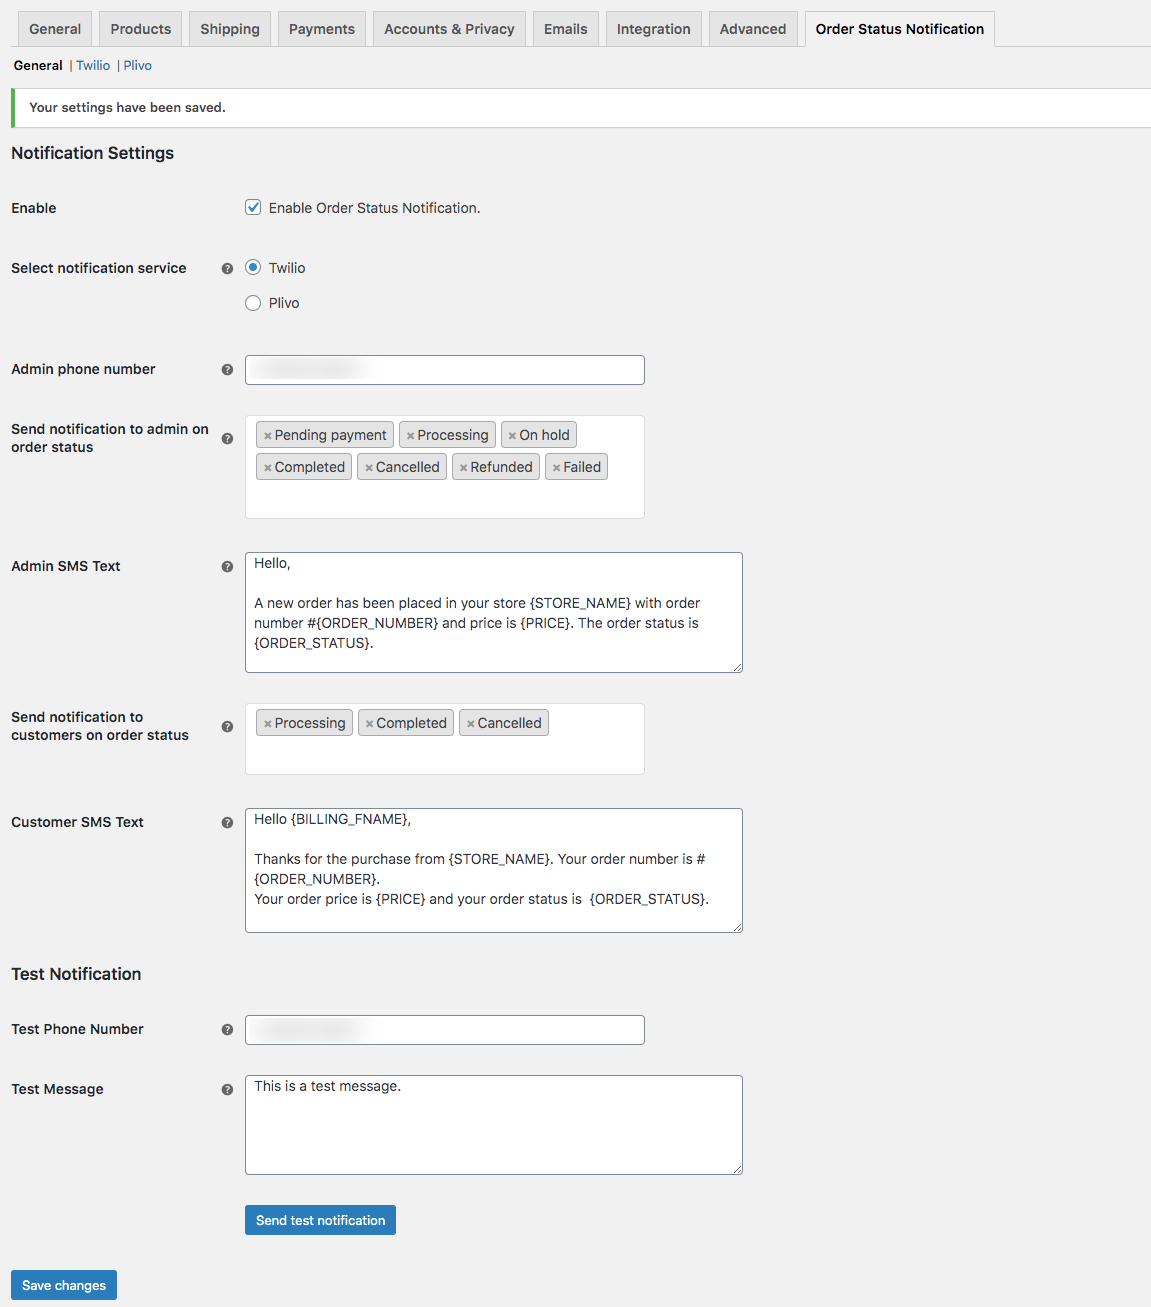 General Products Shipping Payments Accounts & Privacy Emails Integration Advanced Order Status Notification
General | Twilio | Plivo
Your settings have been saved.
Notification Settings
Enable
Enable Order Status Notification.
Select notification service
Twilio
Plivo
Admin phone number
Send notification to admin on
order status
× Pending payment × Processing × On hold
× Completed × Cancelled × Refunded × Failed
Admin SMS Text
Hello,
A new order has been placed in your store {STORE_NAME} with order
number #{ORDER_NUMBER} and price is {PRICE}. The order status is
{ORDER_STATUS}.
Send notification to
customers on order status
× Processing × Completed × Cancelled
Customer SMS Text
Hello {BILLING_FNAME},
Thanks for the purchase from {STORE_NAME}. Your order number is #
{ORDER_NUMBER}.
Your order price is {PRICE} and your order status is  {ORDER_STATUS}.
Test Notification
Test Phone Number
Test Message
This is a test message.
Send test notification
Save changes